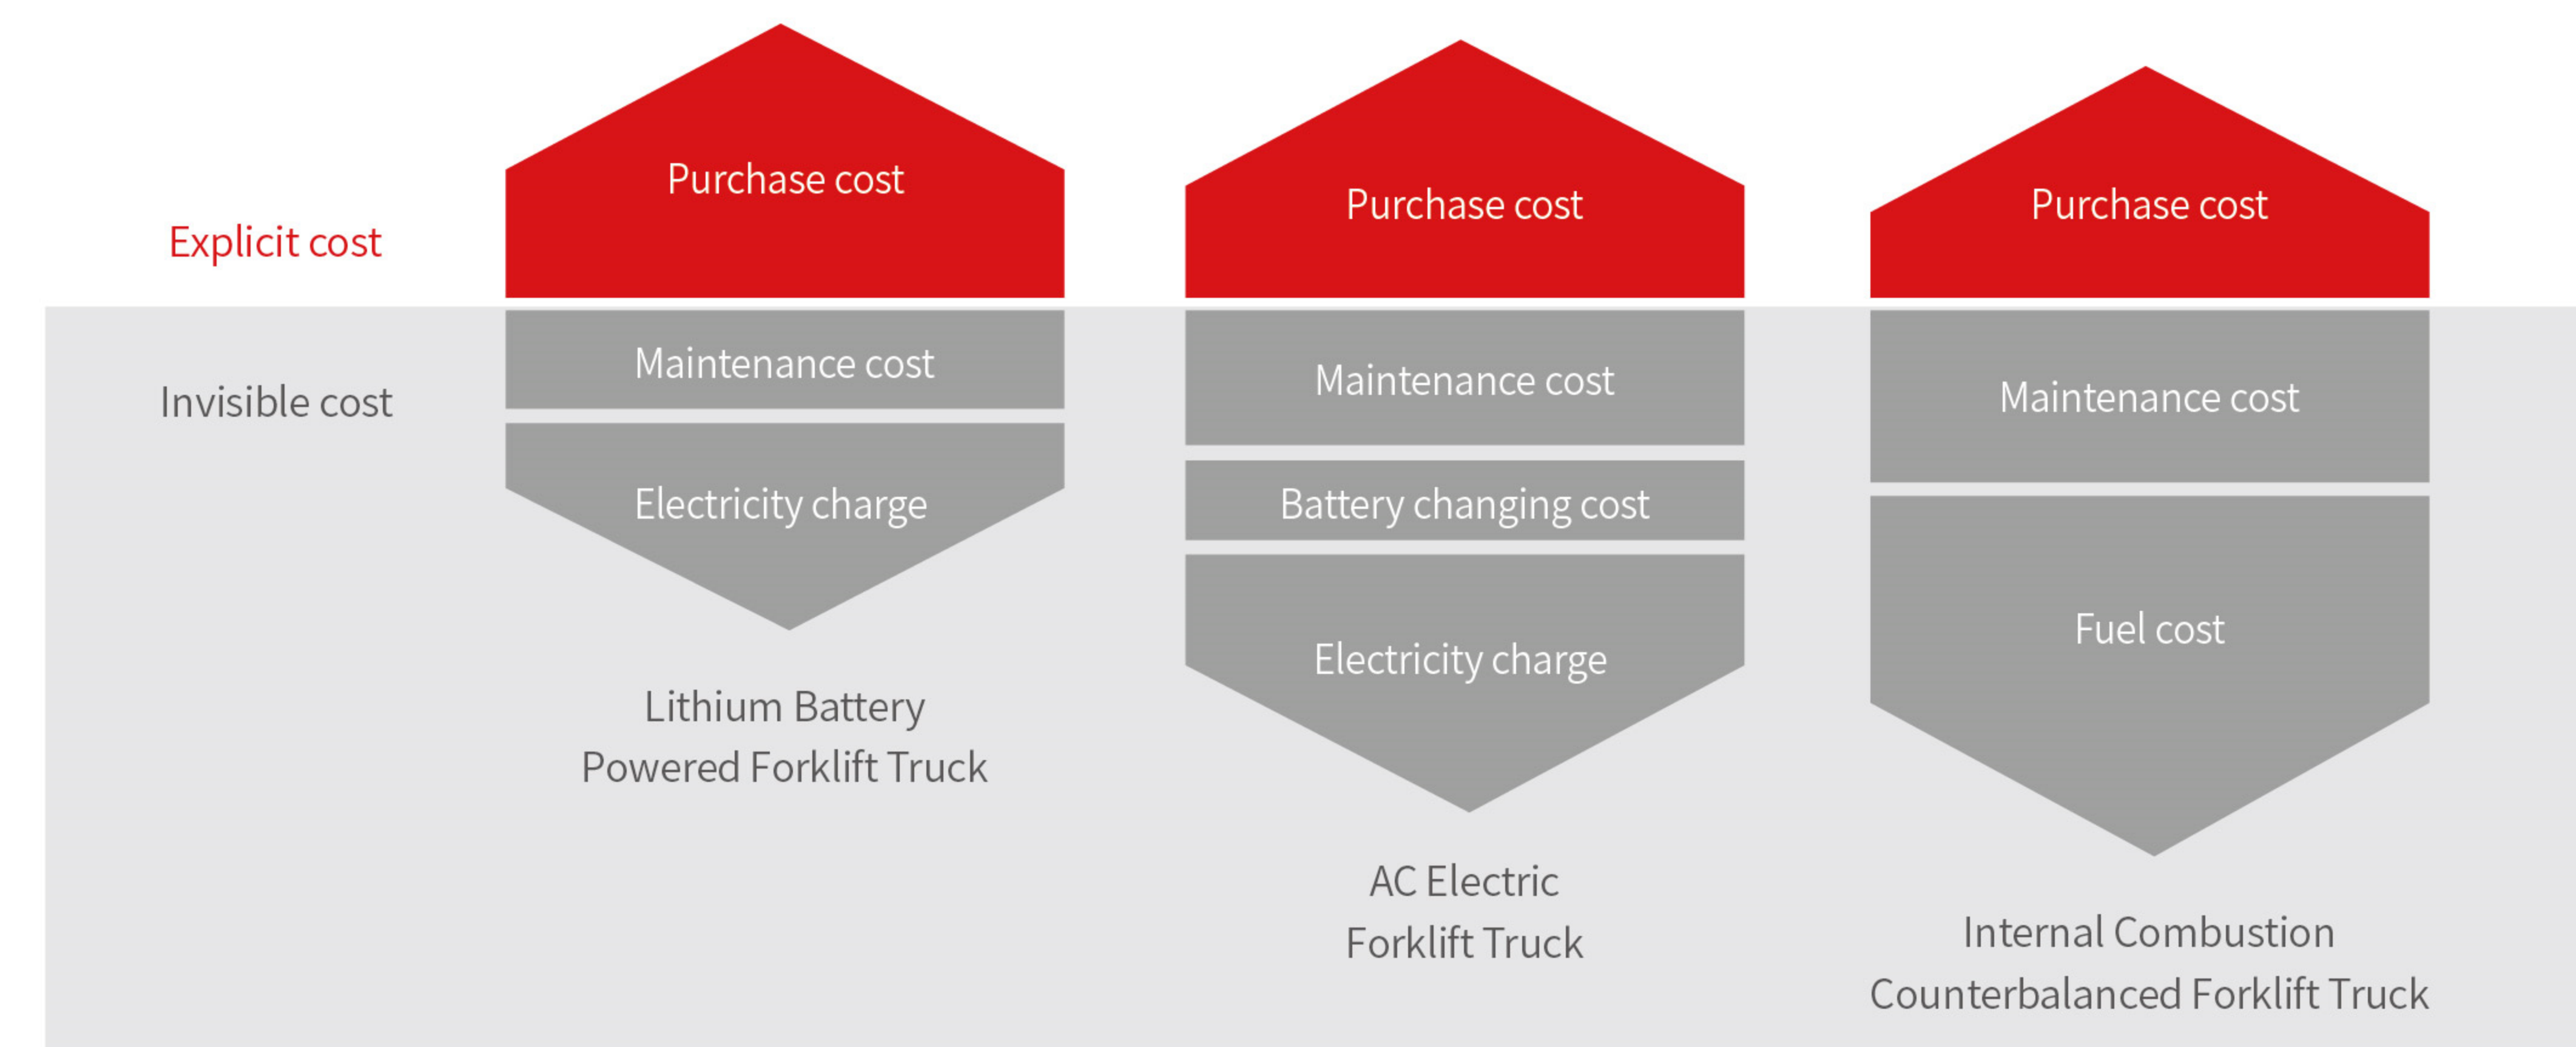 Explicit cost
Invisible cost
Purchase cost
Maintenance cost
Electricity charge
Lithium Battery
Powered Forklift Truck
Purchase cost
Maintenance cost
Battery changing cost
Electricity charge
AC Electric
Forklift Truck
Purchase cost
Maintenance cost
Fuel cost
Internal Combustion
Counterbalanced Forklift Truck